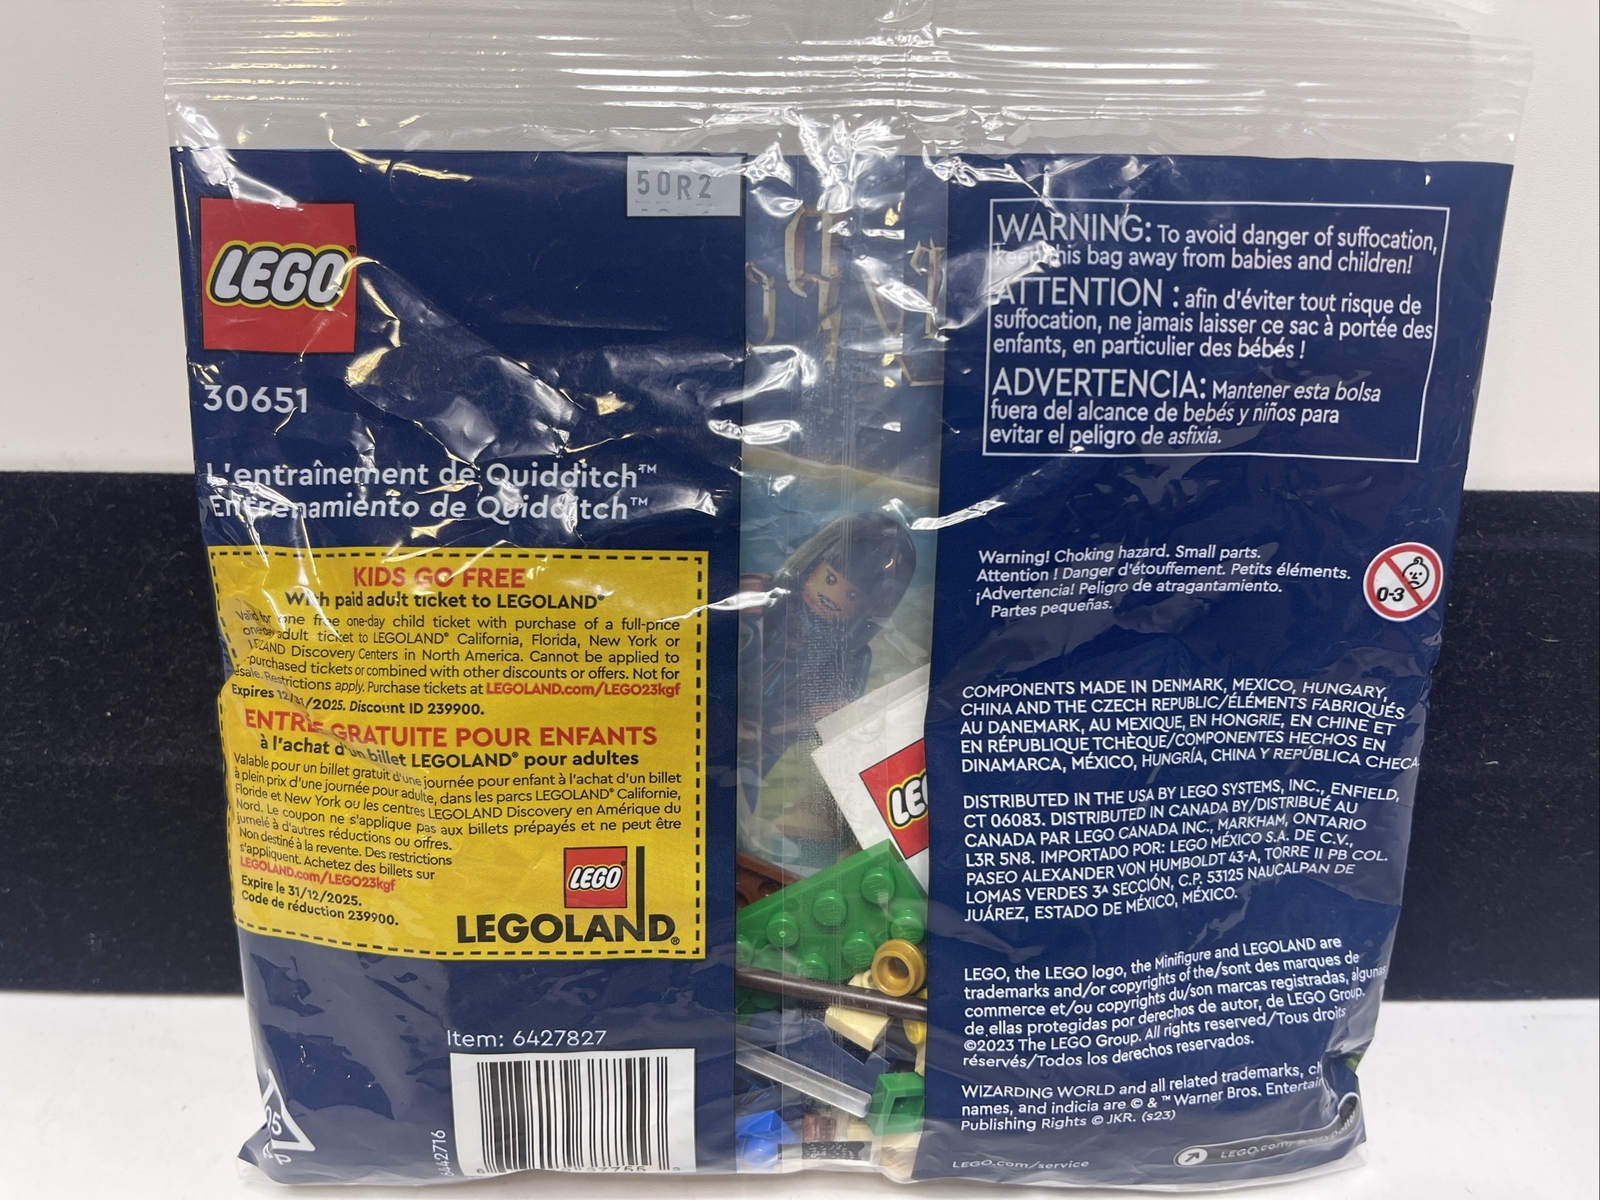 50R2
LEGO
30651
L'entraînement de Quidditch™
Entrenamiento de Quidditch™
KIDS GO FREE
With paid adult ticket to LEGOLAND®
Valid for one free one-day child ticket with purchase of a full-price
one-day adult ticket to LEGOLAND® California, Florida, New York or
LEGOLAND Discovery Centers in North America. Cannot be applied to
purchased tickets or combined with other discounts or offers. Not for
resale. Restrictions apply. Purchase tickets at LEGOLAND.com/LEGO23kgf
Expires 12/31/2025. Discount ID 239900.
ENTRÉE GRATUITE POUR ENFANTS
à l'achat d'un billet LEGOLAND® pour adultes
Valable pour un billet gratuit d'une journée pour enfant à l'achat d'un billet
à plein prix d'une journée pour adulte, dans les parcs LEGOLAND® Californie,
Floride et New York ou les centres LEGOLAND Discovery en Amérique du
Nord. Le coupon ne s'applique pas aux billets prépayés et ne peut être
jumelé à d'autres réductions ou offres.
Non destiné à la revente. Des restrictions
s'appliquent. Achetez des billets sur
LEGOLAND.com/LEGO23kgf
Expire le 31/12/2025.
Code de réduction 239900.
LEGO
LEGOLAND®
Item: 6427827
6442716
LEGO
WARNING: To avoid danger of suffocation,
keep this bag away from babies and children!
ATTENTION : afin d'éviter tout risque de
suffocation, ne jamais laisser ce sac à portée des
enfants, en particulier des bébés !
ADVERTENCIA: Mantener esta bolsa
fuera del alcance de bebés y niños para
evitar el peligro de asfixia.
Warning! Choking hazard. Small parts.
Attention ! Danger d'étouffement. Petits éléments.
¡Advertencia! Peligro de atragantamiento.
Partes pequeñas.
0-3
COMPONENTS MADE IN DENMARK, MEXICO, HUNGARY,
CHINA AND THE CZECH REPUBLIC/ÉLÉMENTS FABRIQUÉS
AU DANEMARK, AU MEXIQUE, EN HONGRIE, EN CHINE ET
EN RÉPUBLIQUE TCHÈQUE/COMPONENTES HECHOS EN
DINAMARCA, MÉXICO, HUNGRÍA, CHINA Y REPÚBLICA CHECA.
DISTRIBUTED IN THE USA BY LEGO SYSTEMS, INC., ENFIELD,
CT 06083. DISTRIBUTED IN CANADA BY/DISTRIBUÉ AU
CANADA PAR LEGO CANADA INC., MARKHAM, ONTARIO
L3R 5N8. IMPORTADO POR: LEGO MÉXICO S.A. DE C.V.,
PASEO ALEXANDER VON HUMBOLDT 43-A, TORRE II PB COL.
LOMAS VERDES 3ᴬ SECCIÓN, C.P. 53125 NAUCALPAN DE
JUÁREZ, ESTADO DE MÉXICO, MÉXICO.
LEGO, the LEGO logo, the Minifigure and LEGOLAND are
trademarks and/or copyrights of the/sont des marques de
commerce et/ou copyrights du/son marcas registradas, algunas
de ellas protegidas por derechos de autor, de LEGO Group.
©2023 The LEGO Group. All rights reserved/Tous droits
réservés/Todos los derechos reservados.
WIZARDING WORLD and all related trademarks,
names, and indicia are © & ™ Warner Bros.
Publishing Rights © JKR. (s23)
LEGO.com/service